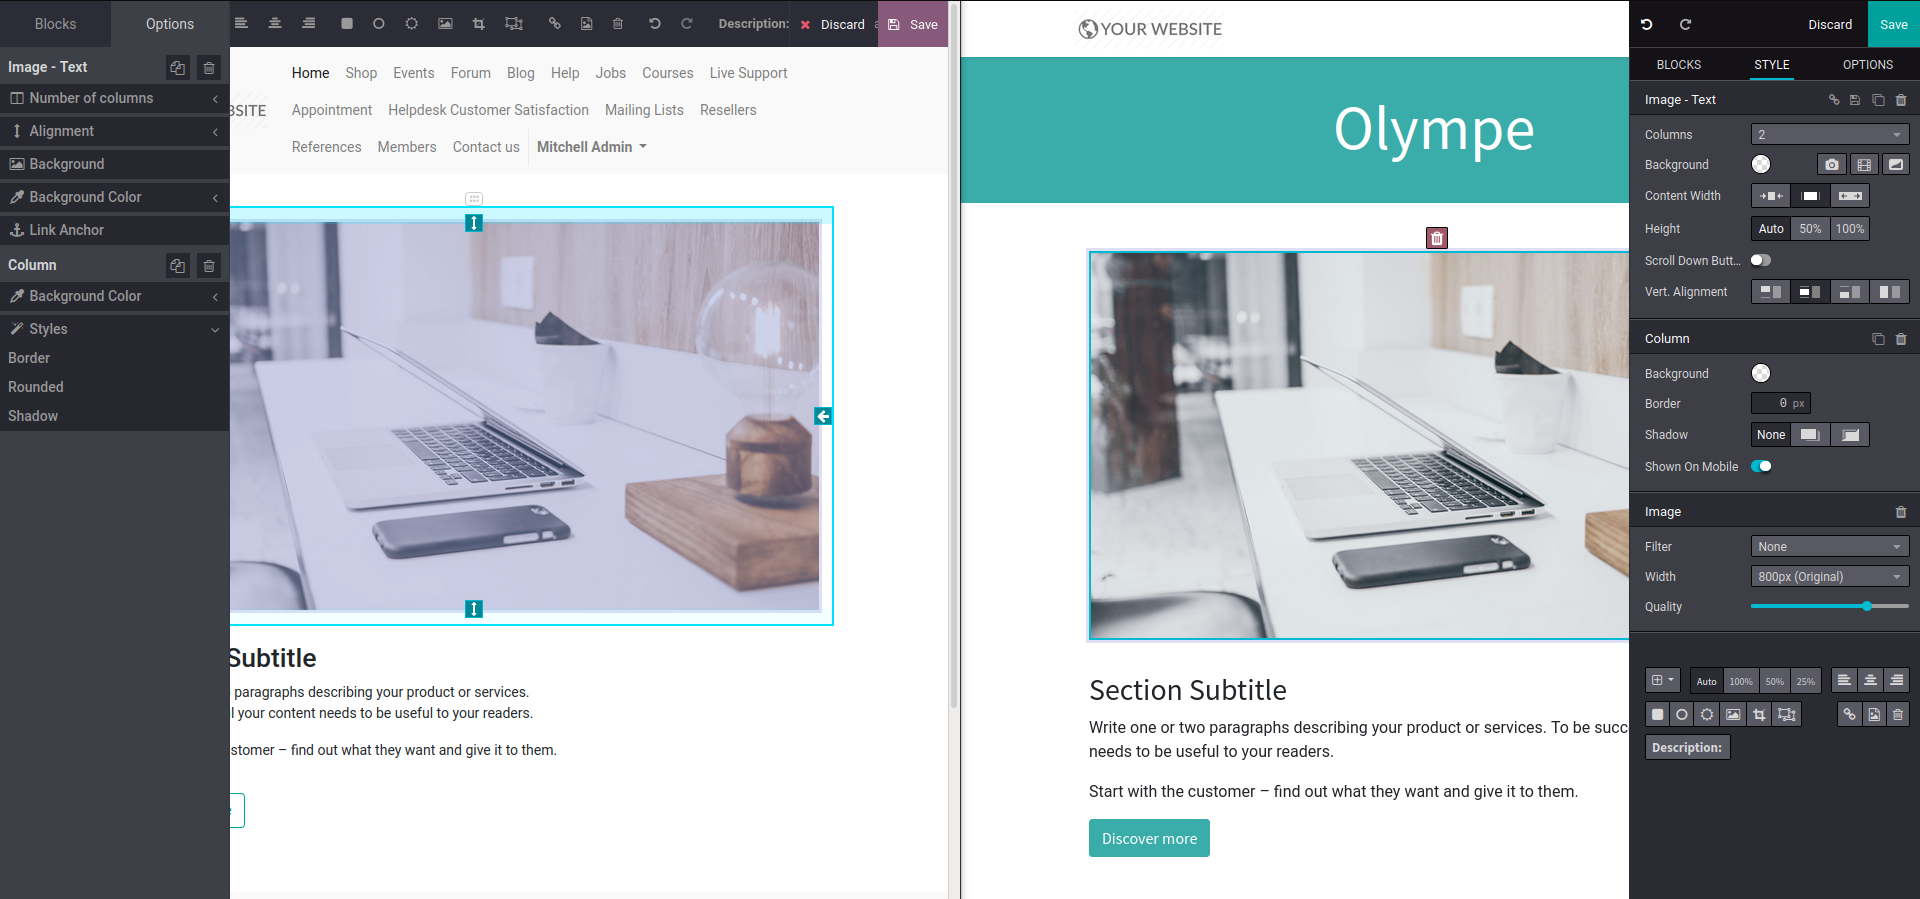 Blocks
Options
Description:
Discard
Save
Image - Text
Number of columns
Alignment
Background
Background Color
Link Anchor
Column
Background Color
Styles
Border
Rounded
Shadow
Home Shop Events Forum Blog Help Jobs Courses Live Support
BSITE
Appointment Helpdesk Customer Satisfaction Mailing Lists Resellers
References Members Contact us Mitchell Admin
Subtitle
paragraphs describing your product or services.
l your content needs to be useful to your readers.
stomer – find out what they want and give it to them.
YOUR WEBSITE
Olympe
Section Subtitle
Write one or two paragraphs describing your product or services. To be succ
needs to be useful to your readers.
Start with the customer – find out what they want and give it to them.
Discover more
Discard
Save
BLOCKS STYLE OPTIONS
Image - Text
Columns 2
Background
Content Width
Height Auto 50% 100%
Scroll Down Butt...
Vert. Alignment
Column
Background
Border 0 px
Shadow None
Shown On Mobile
Image
Filter None
Width 800px (Original)
Quality
Auto 100% 50% 25%
Description: